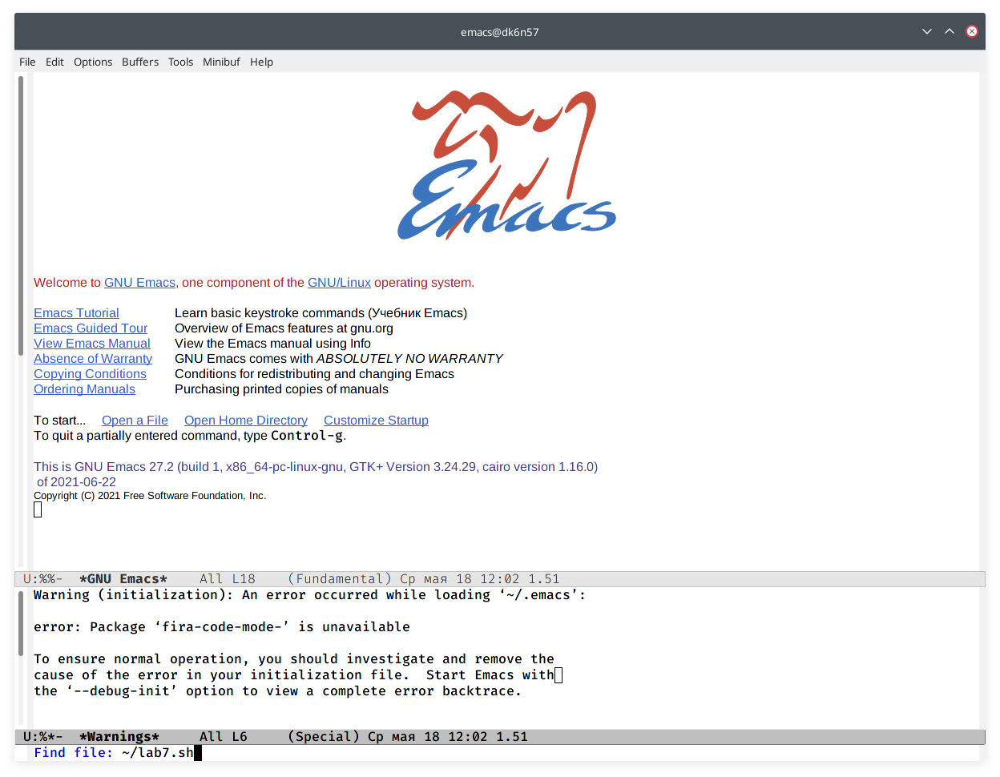 emacs@dk6n57
File Edit Options Buffers Tools Minibuf Help
Emacs
Welcome to GNU Emacs, one component of the GNU/Linux operating system.
Emacs Tutorial Learn basic keystroke commands (Учебник Emacs)
Emacs Guided Tour Overview of Emacs features at gnu.org
View Emacs Manual View the Emacs manual using Info
Absence of Warranty GNU Emacs comes with ABSOLUTELY NO WARRANTY
Copying Conditions Conditions for redistributing and changing Emacs
Ordering Manuals Purchasing printed copies of manuals
To start... Open a File Open Home Directory Customize Startup
To quit a partially entered command, type Control-g.
This is GNU Emacs 27.2 (build 1, x86_64-pc-linux-gnu, GTK+ Version 3.24.29, cairo version 1.16.0)
of 2021-06-22
Copyright (C) 2021 Free Software Foundation, Inc.
U:%%- *GNU Emacs* All L18 (Fundamental) Ср мая 18 12:02 1.51
Warning (initialization): An error occurred while loading ‘~/.emacs’:
error: Package ‘fira-code-mode-’ is unavailable
To ensure normal operation, you should investigate and remove the
cause of the error in your initialization file. Start Emacs with
the ‘--debug-init’ option to view a complete error backtrace.
U:%*- *Warnings* All L6 (Special) Ср мая 18 12:02 1.51
Find file: ~/lab7.sh